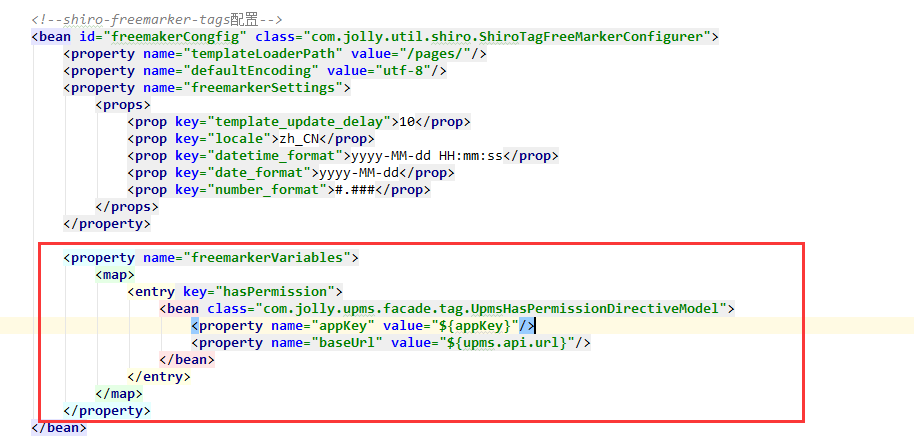 <!--shiro-freemarker-tags配置-->
<bean id="freemakerCongfig" class="com.jolly.util.shiro.ShiroTagFreeMarkerConfigurer">
<property name="templateLoaderPath" value="/pages/"/>
<property name="defaultEncoding" value="utf-8"/>
<property name="freemarkerSettings">
<props>
<prop key="template_update_delay">10</prop>
<prop key="locale">zh_CN</prop>
<prop key="datetime_format">yyyy-MM-dd HH:mm:ss</prop>
<prop key="date_format">yyyy-MM-dd</prop>
<prop key="number_format">#.###</prop>
</props>
</property>
<property name="freemarkerVariables">
<map>
<entry key="hasPermission">
<bean class="com.jolly.upms.facade.tag.UpmsHasPermissionDirectiveModel">
<property name="appKey" value="${appKey}"/>
<property name="baseUrl" value="${upms.api.url}"/>
</bean>
</entry>
</map>
</property>
</bean>